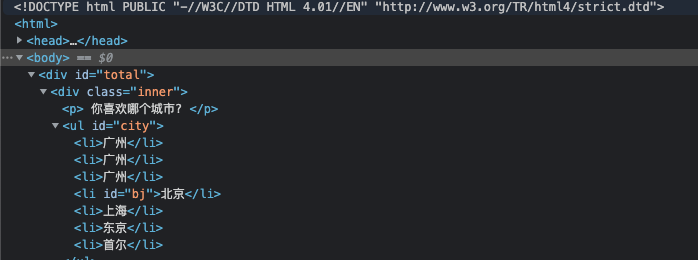 <!DOCTYPE html PUBLIC "-//W3C//DTD HTML 4.01//EN" "http://www.w3.org/TR/html4/strict.dtd">
<html>
<head>…</head>
<body> == $0
<div id="total">
<div class="inner">
<p> 你喜欢哪个城市? </p>
<ul id="city">
<li>广州</li>
<li>广州</li>
<li>广州</li>
<li id="bj">北京</li>
<li>上海</li>
<li>东京</li>
<li>首尔</li>